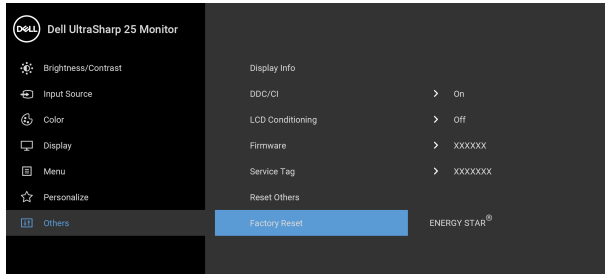 DELL Dell UltraSharp 25 Monitor
Brightness/Contrast
Display Info
Input Source
DDC/CI
On
Color
LCD Conditioning
Off
Display
Firmware
XXXXXX
Menu
Service Tag
XXXXXXX
Personalize
Reset Others
Others
Factory Reset
ENERGY STAR®